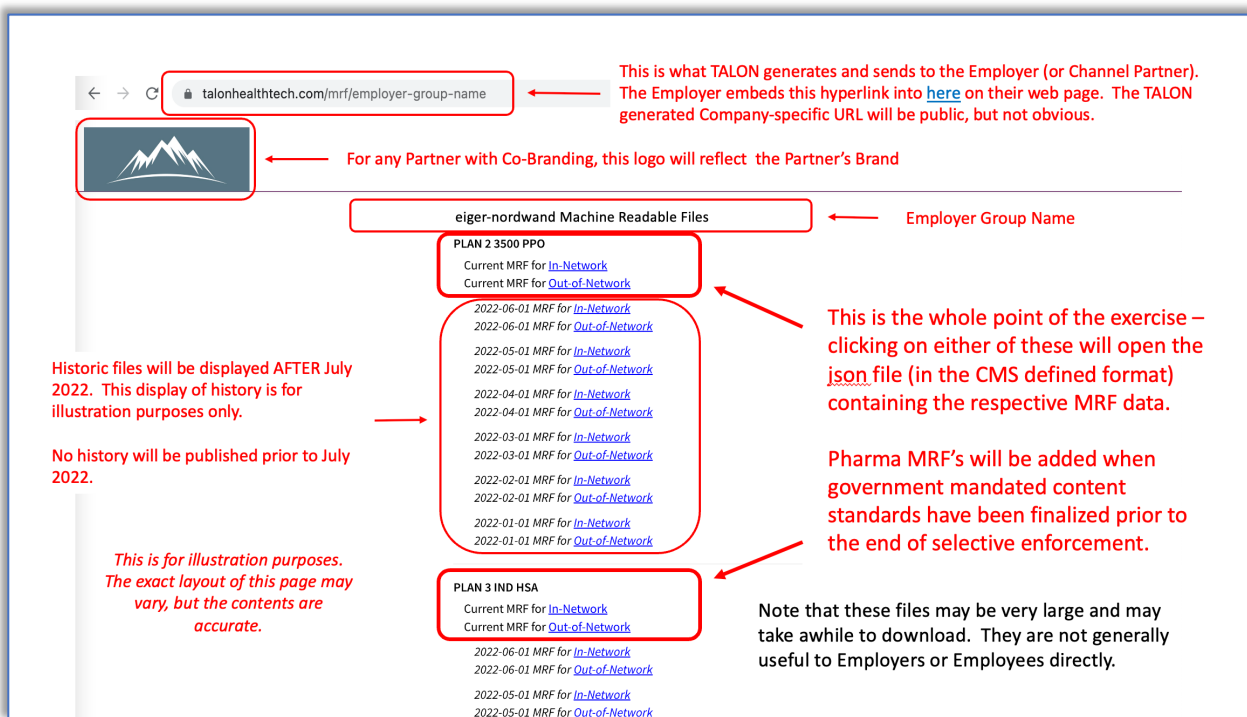 This is what TALON generates and sends to the Employer (or Channel Partner).
The Employer embeds this hyperlink into here on their web page. The TALON
generated Company-specific URL will be public, but not obvious.
talonhealthtech.com/mrf/employer-group-name
For any Partner with Co-Branding, this logo will reflect the Partner's Brand
eiger-nordwand Machine Readable Files
Employer Group Name
PLAN 2 3500 PPO
Current MRF for In-Network
Current MRF for Out-of-Network
2022-06-01 MRF for In-Network
2022-06-01 MRF for Out-of-Network
2022-05-01 MRF for In-Network
2022-05-01 MRF for Out-of-Network
2022-04-01 MRF for In-Network
2022-04-01 MRF for Out-of-Network
2022-03-01 MRF for In-Network
2022-03-01 MRF for Out-of-Network
2022-02-01 MRF for In-Network
2022-02-01 MRF for Out-of-Network
2022-01-01 MRF for In-Network
2022-01-01 MRF for Out-of-Network
Historic files will be displayed AFTER July
2022. This display of history is for
illustration purposes only.
No history will be published prior to July
2022.
This is for illustration purposes.
The exact layout of this page may
vary, but the contents are
accurate.
This is the whole point of the exercise –
clicking on either of these will open the
json file (in the CMS defined format)
containing the respective MRF data.
Pharma MRF's will be added when
government mandated content
standards have been finalized prior to
the end of selective enforcement.
PLAN 3 IND HSA
Current MRF for In-Network
Current MRF for Out-of-Network
2022-06-01 MRF for In-Network
2022-06-01 MRF for Out-of-Network
2022-05-01 MRF for In-Network
2022-05-01 MRF for Out-of-Network
Note that these files may be very large and may
take awhile to download. They are not generally
useful to Employers or Employees directly.